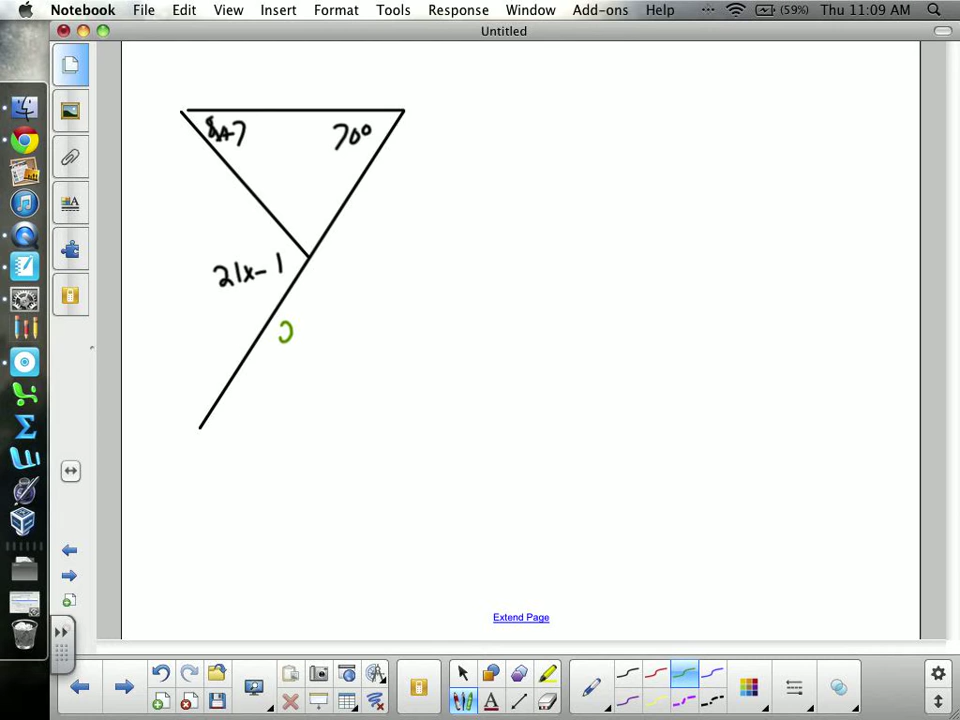 Notebook File Edit View Insert Format Tools Response Window Add-ons Help ... (59%) Thu 11:09 AM
Untitled
70°
21x-1
Extend Page